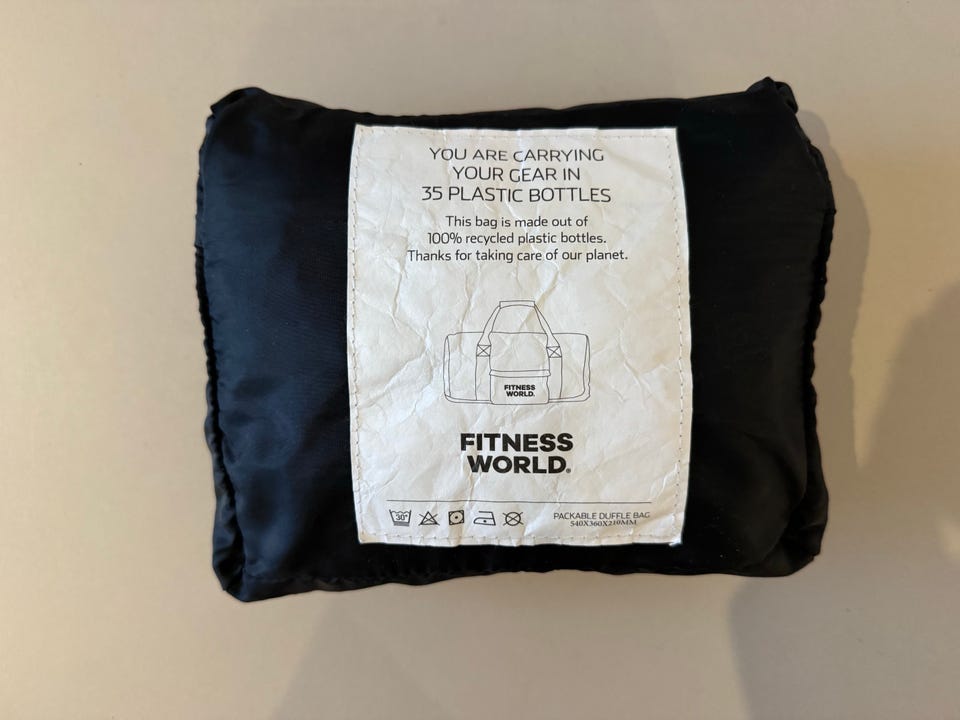 YOU ARE CARRYING
YOUR GEAR IN
35 PLASTIC BOTTLES
This bag is made out of
100% recycled plastic bottles.
Thanks for taking care of our planet.
FITNESS
WORLD.
FITNESS
WORLD.
30°
PACKABLE DUFFLE BAG
540X360X210MM